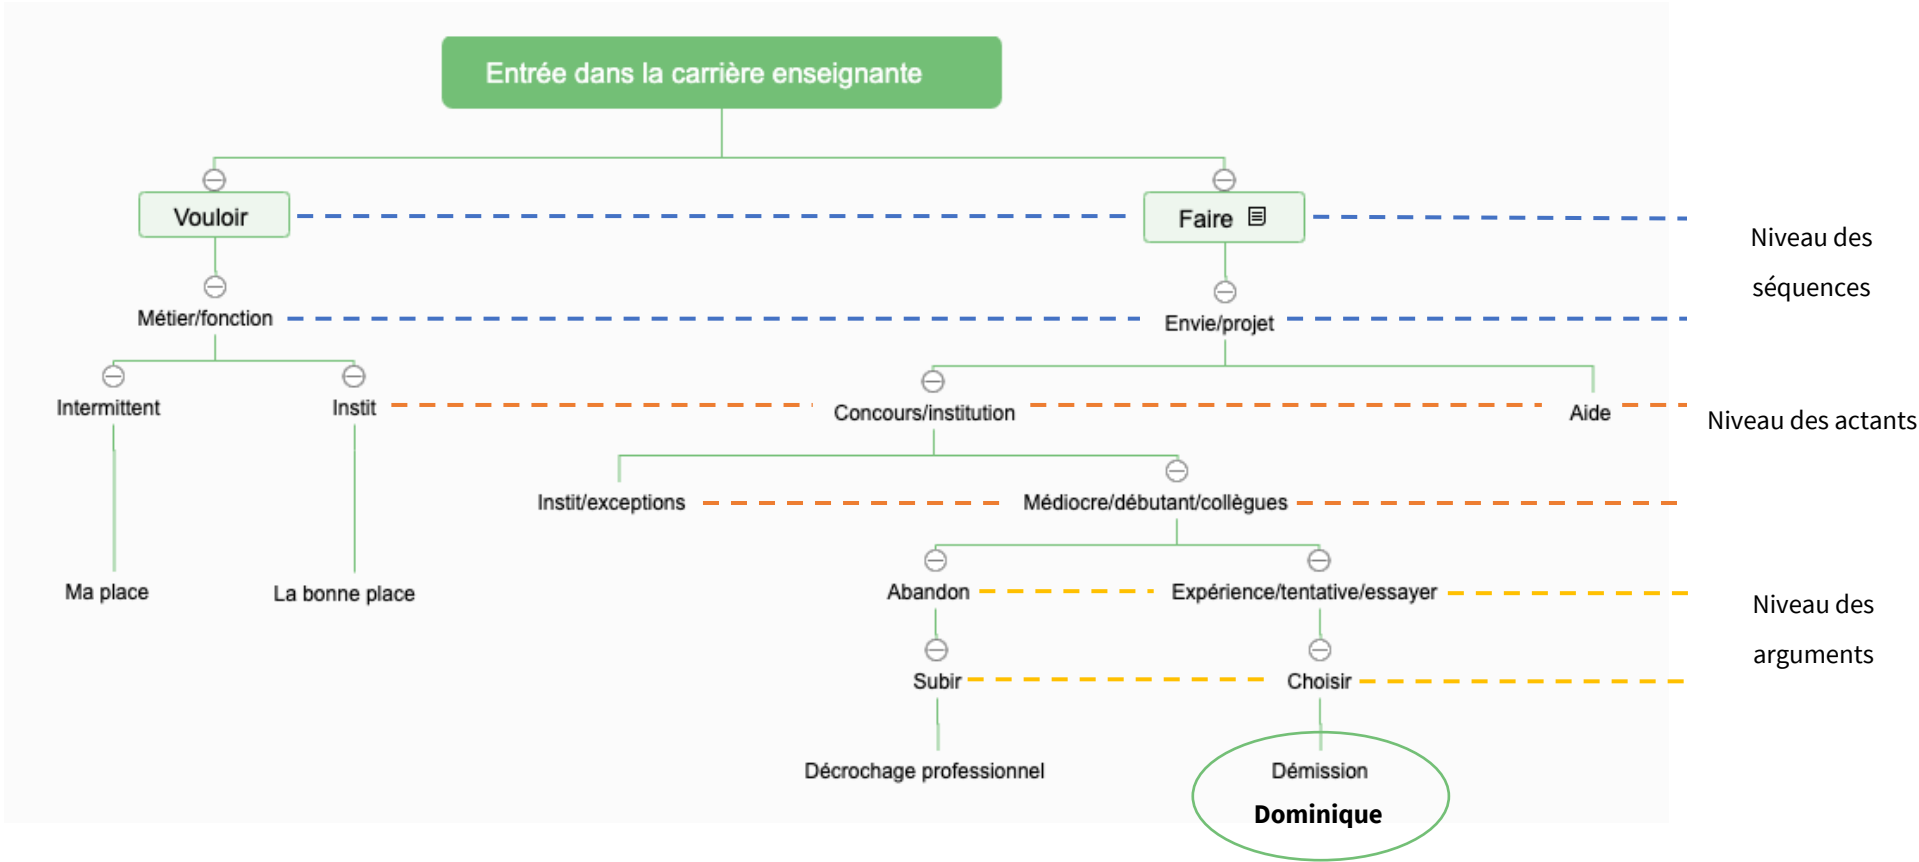 Entrée dans la carrière enseignante
Vouloir
Faire
Niveau des
séquences
Métier/fonction
Envie/projet
Intermittent
Instit
Concours/institution
Aide
Niveau des actants
Instit/exceptions
Médiocre/débutant/collègues
Ma place
La bonne place
Abandon
Expérience/tentative/essayer
Niveau des
arguments
Subir
Choisir
Décrochage professionnel
Démission
Dominique